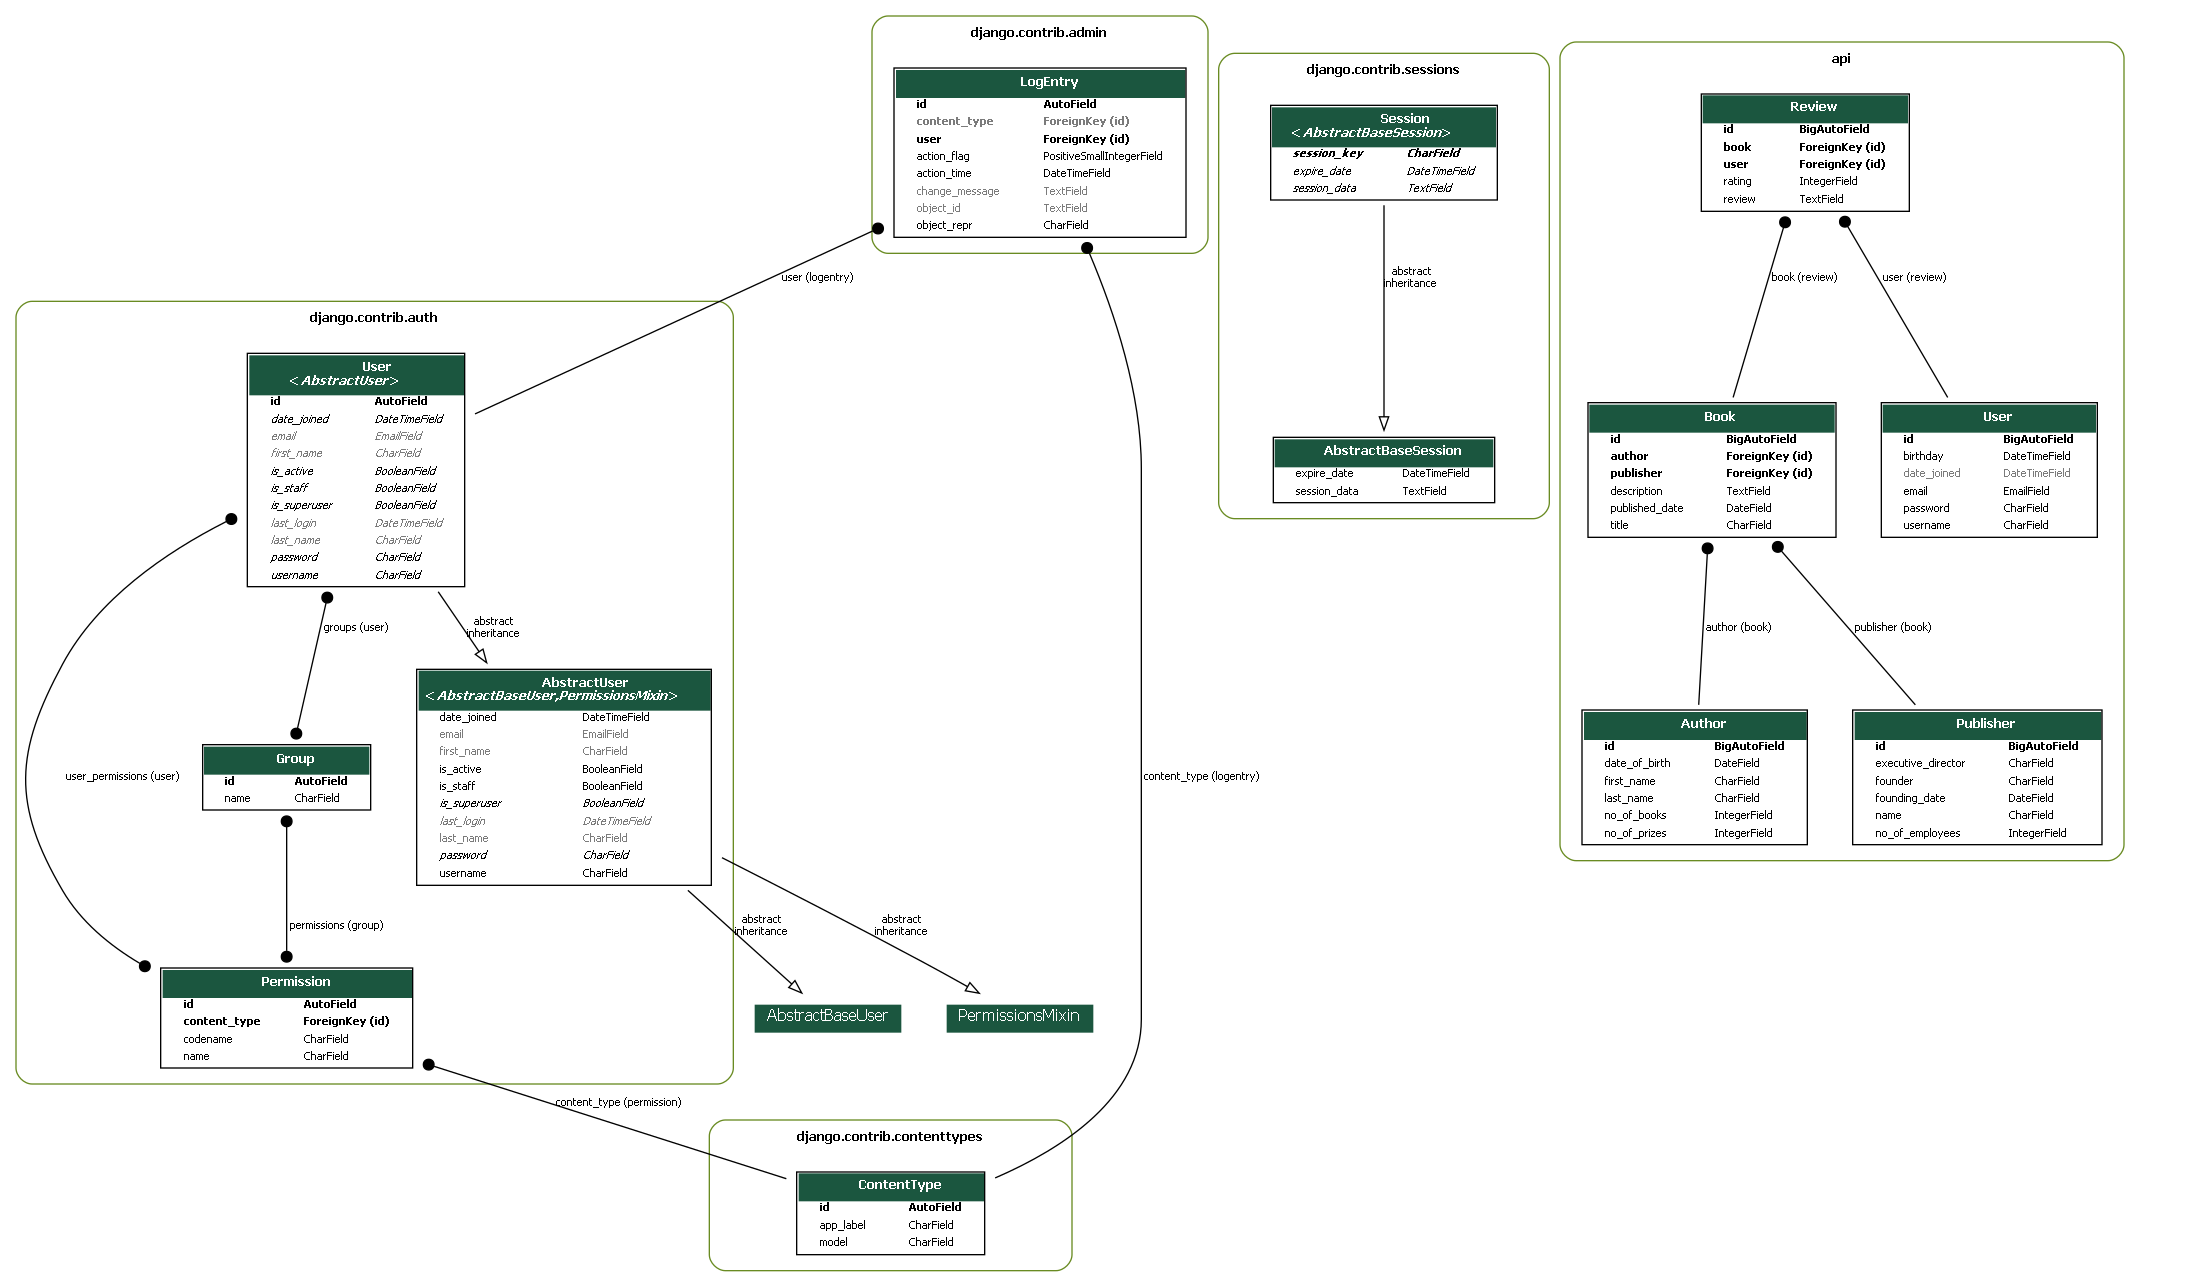 django.contrib.admin
LogEntry
id AutoField
content_type ForeignKey (id)
user ForeignKey (id)
action_flag PositiveSmallIntegerField
action_time DateTimeField
change_message TextField
object_id TextField
object_repr CharField
django.contrib.sessions
Session
<AbstractBaseSession>
session_key CharField
expire_date DateTimeField
session_data TextField
abstract
inheritance
AbstractBaseSession
expire_date DateTimeField
session_data TextField
api
Review
id BigAutoField
book ForeignKey (id)
user ForeignKey (id)
rating IntegerField
review TextField
book (review)
user (review)
Book
id BigAutoField
author ForeignKey (id)
publisher ForeignKey (id)
description TextField
published_date DateField
title CharField
User
id BigAutoField
birthday DateTimeField
date_joined DateTimeField
email EmailField
password CharField
username CharField
author (book)
publisher (book)
Author
id BigAutoField
date_of_birth DateField
first_name CharField
last_name CharField
no_of_books IntegerField
no_of_prizes IntegerField
Publisher
id BigAutoField
executive_director CharField
founder CharField
founding_date DateField
name CharField
no_of_employees IntegerField
user (logentry)
django.contrib.auth
User
<AbstractUser>
id AutoField
date_joined DateTimeField
email EmailField
first_name CharField
is_active BooleanField
is_staff BooleanField
is_superuser BooleanField
last_login DateTimeField
last_name CharField
password CharField
username CharField
groups (user)
abstract
inheritance
AbstractUser
<AbstractBaseUser,PermissionsMixin>
date_joined DateTimeField
email EmailField
first_name CharField
is_active BooleanField
is_staff BooleanField
is_superuser BooleanField
last_login DateTimeField
last_name CharField
password CharField
username CharField
Group
id AutoField
name CharField
user_permissions (user)
content_type (logentry)
permissions (group)
abstract
inheritance
abstract
inheritance
Permission
id AutoField
content_type ForeignKey (id)
codename CharField
name CharField
AbstractBaseUser
PermissionsMixin
content_type (permission)
django.contrib.contenttypes
ContentType
id AutoField
app_label CharField
model CharField